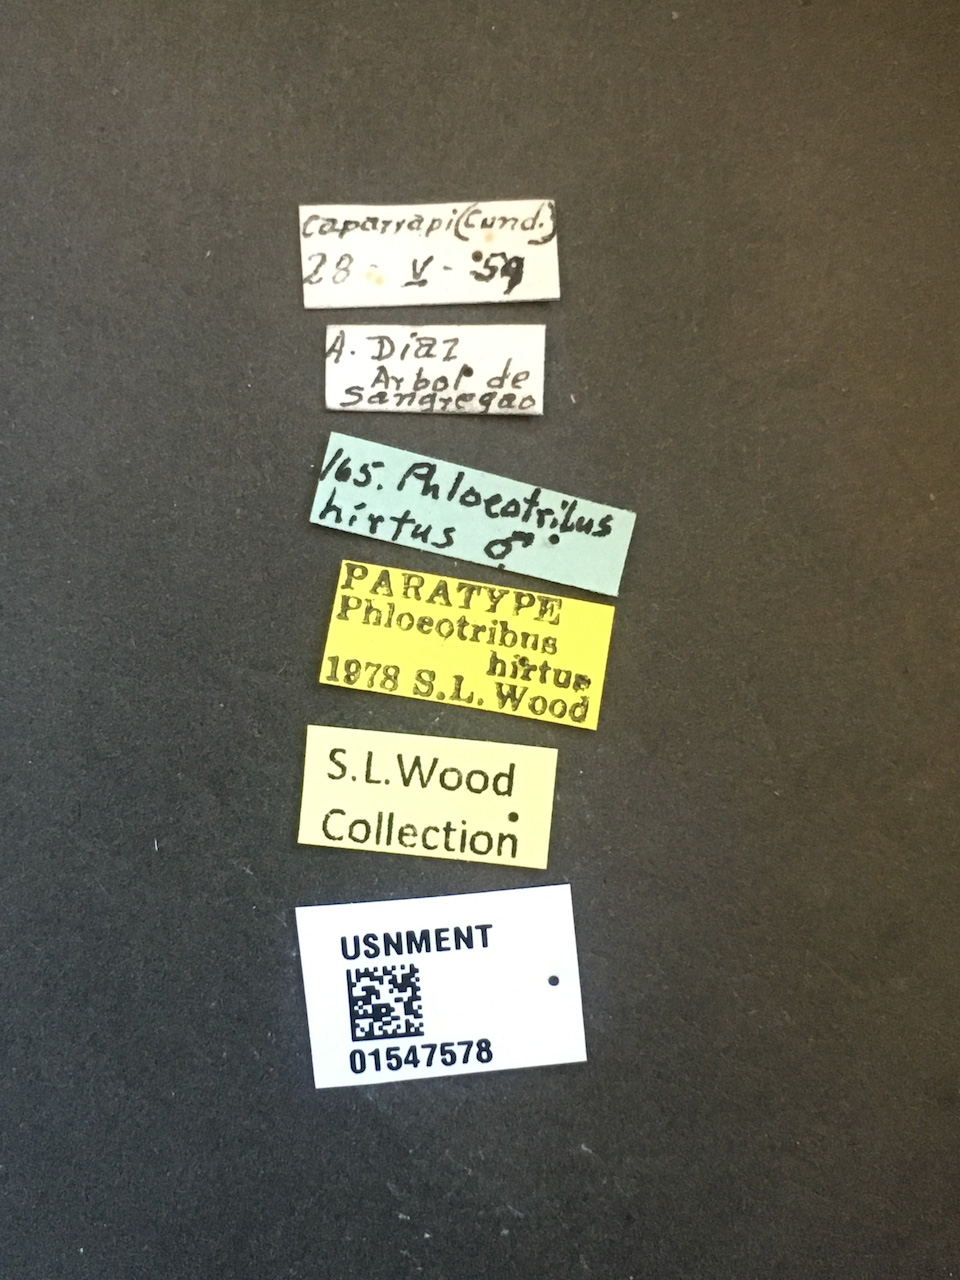 Caparrapi (Cund.)
28 - V - 59
A. Diaz
Arbol de
Sangregao
165. Phloeotribus
hirtus ♂
PARATYPE
Phloeotribus
hirtus
1978 S.L. Wood
S.L.Wood
Collection
USNMENT
01547578